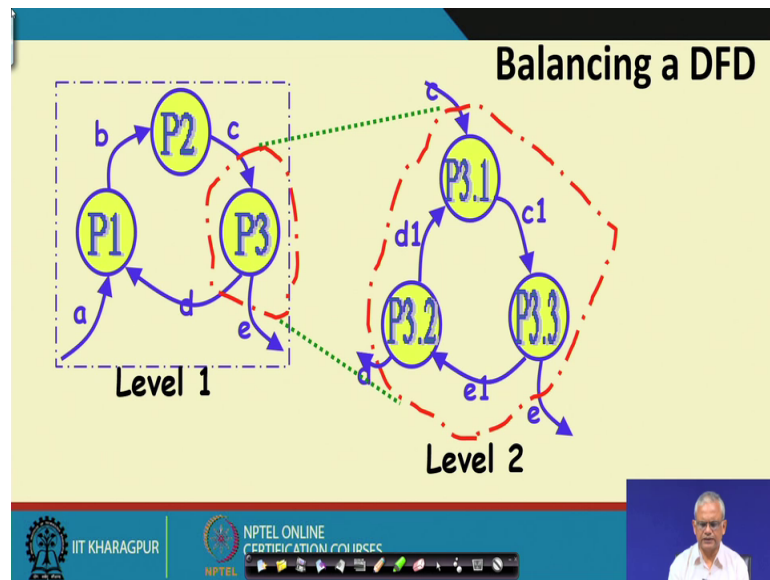 Balancing a DFD
b
P2
c
P1
P3
a
d
e
Level 1
c
P3.1
d1
c1
P3.2
P3.3
d
e1
e
Level 2
IIT KHARAGPUR
NPTEL
NPTEL ONLINE
CERTIFICATION COURSES